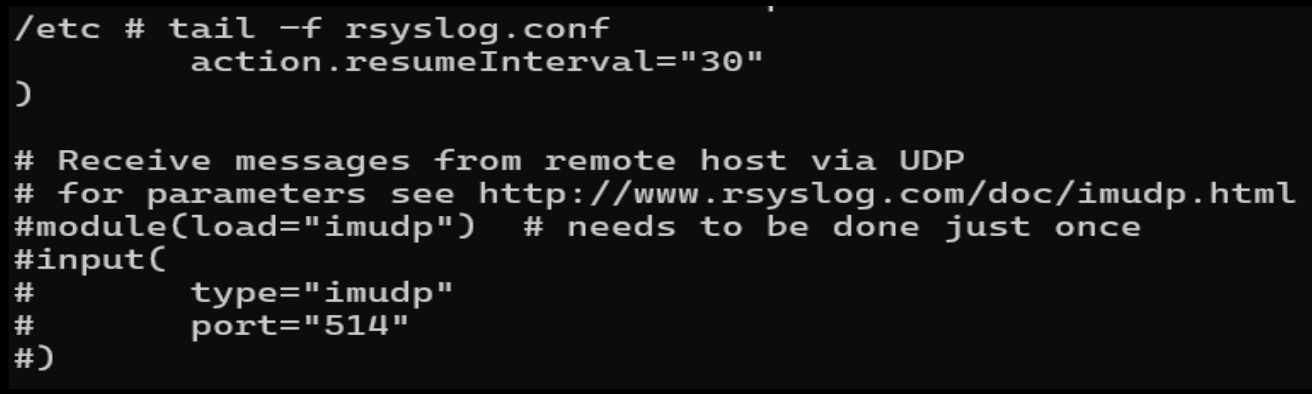 /etc # tail -f rsyslog.conf
        action.resumeInterval="30"
)

# Receive messages from remote host via UDP
# for parameters see http://www.rsyslog.com/doc/imudp.html
#module(load="imudp")  # needs to be done just once
#input(
#       type="imudp"
#       port="514"
#)